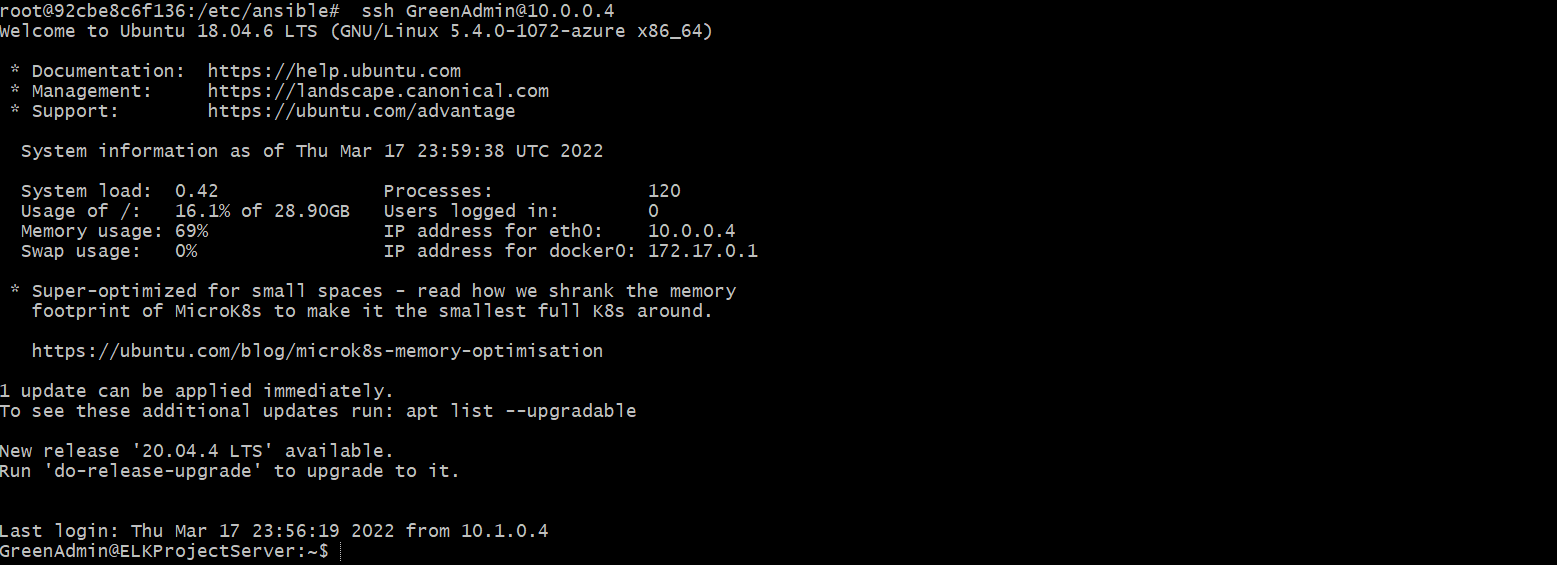 root@92cbe8c6f136:/etc/ansible#  ssh GreenAdmin@10.0.0.4
Welcome to Ubuntu 18.04.6 LTS (GNU/Linux 5.4.0-1072-azure x86_64)
* Documentation:  https://help.ubuntu.com
* Management:     https://landscape.canonical.com
* Support:        https://ubuntu.com/advantage
System information as of Thu Mar 17 23:59:38 UTC 2022
System load:  0.42               Processes:              120
Usage of /:   16.1% of 28.90GB   Users logged in:        0
Memory usage: 69%                IP address for eth0:    10.0.0.4
Swap usage:   0%                 IP address for docker0: 172.17.0.1
* Super-optimized for small spaces - read how we shrank the memory
footprint of MicroK8s to make it the smallest full K8s around.
https://ubuntu.com/blog/microk8s-memory-optimisation
1 update can be applied immediately.
To see these additional updates run: apt list --upgradable
New release '20.04.4 LTS' available.
Run 'do-release-upgrade' to upgrade to it.
Last login: Thu Mar 17 23:56:19 2022 from 10.1.0.4
GreenAdmin@ELKProjectServer:~$